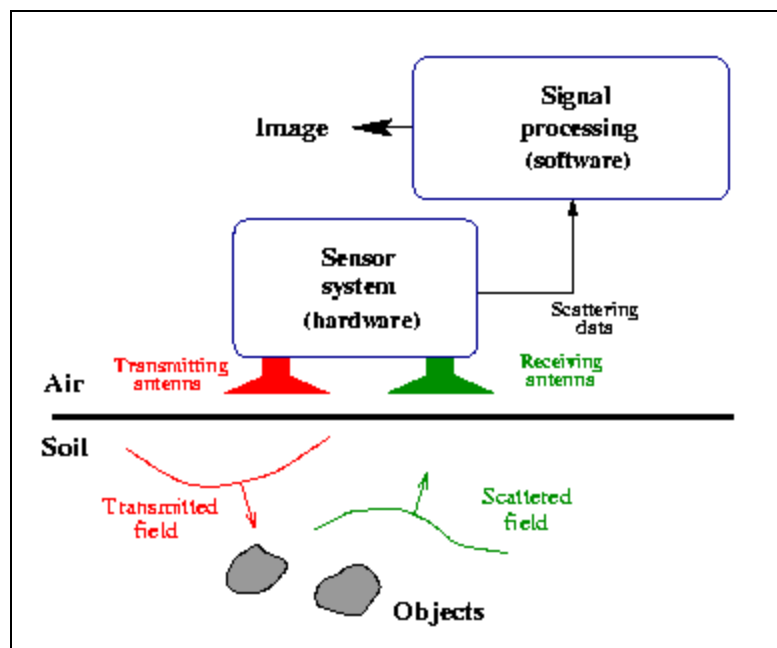 Signal
processing
(software)
Image
Sensor
system
(hardware)
Scattering
data
Transmitting
antenna
Receiving
antenna
Air
Soil
Transmitted
field
Scattered
field
Objects